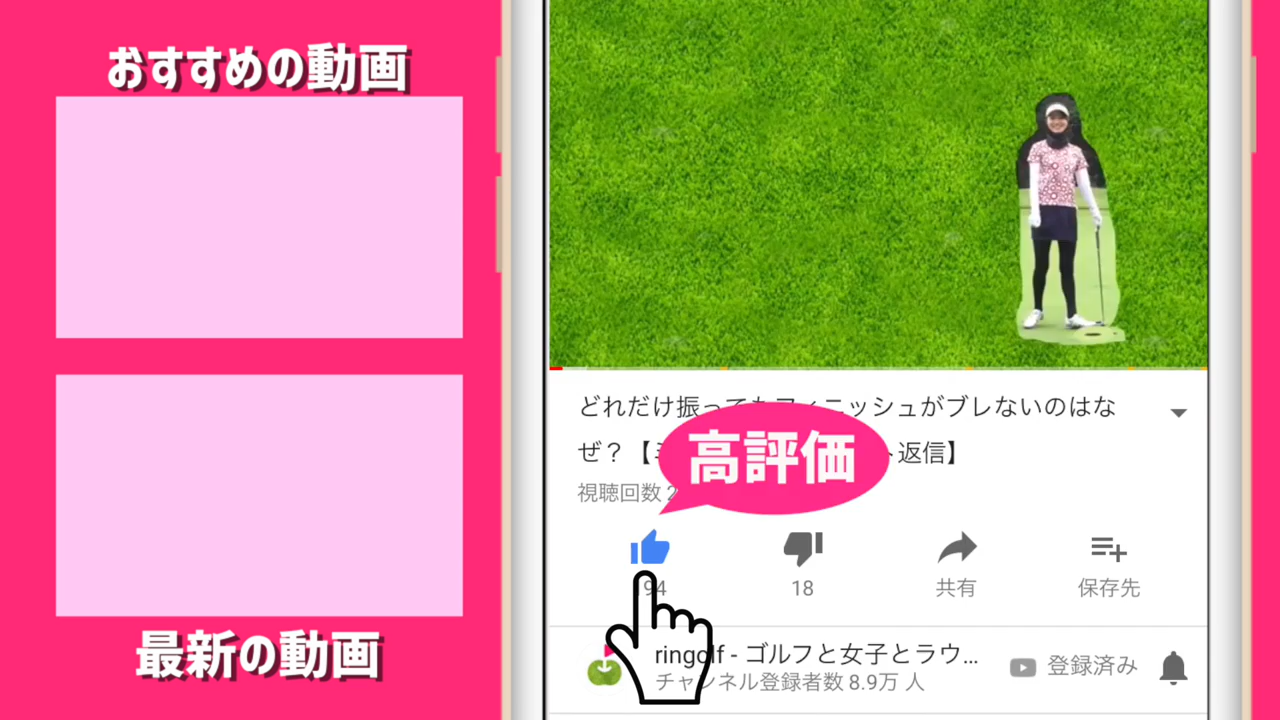 おすすめの動画
最新の動画
どれだけ振ってもフィニッシュがブレないのはな
ぜ？【 返信】
高評価
視聴回数 2
194
18
共有
保存先
ringolf - ゴルフと女子とラウ...
チャンネル登録者数 8.9万 人
登録済み